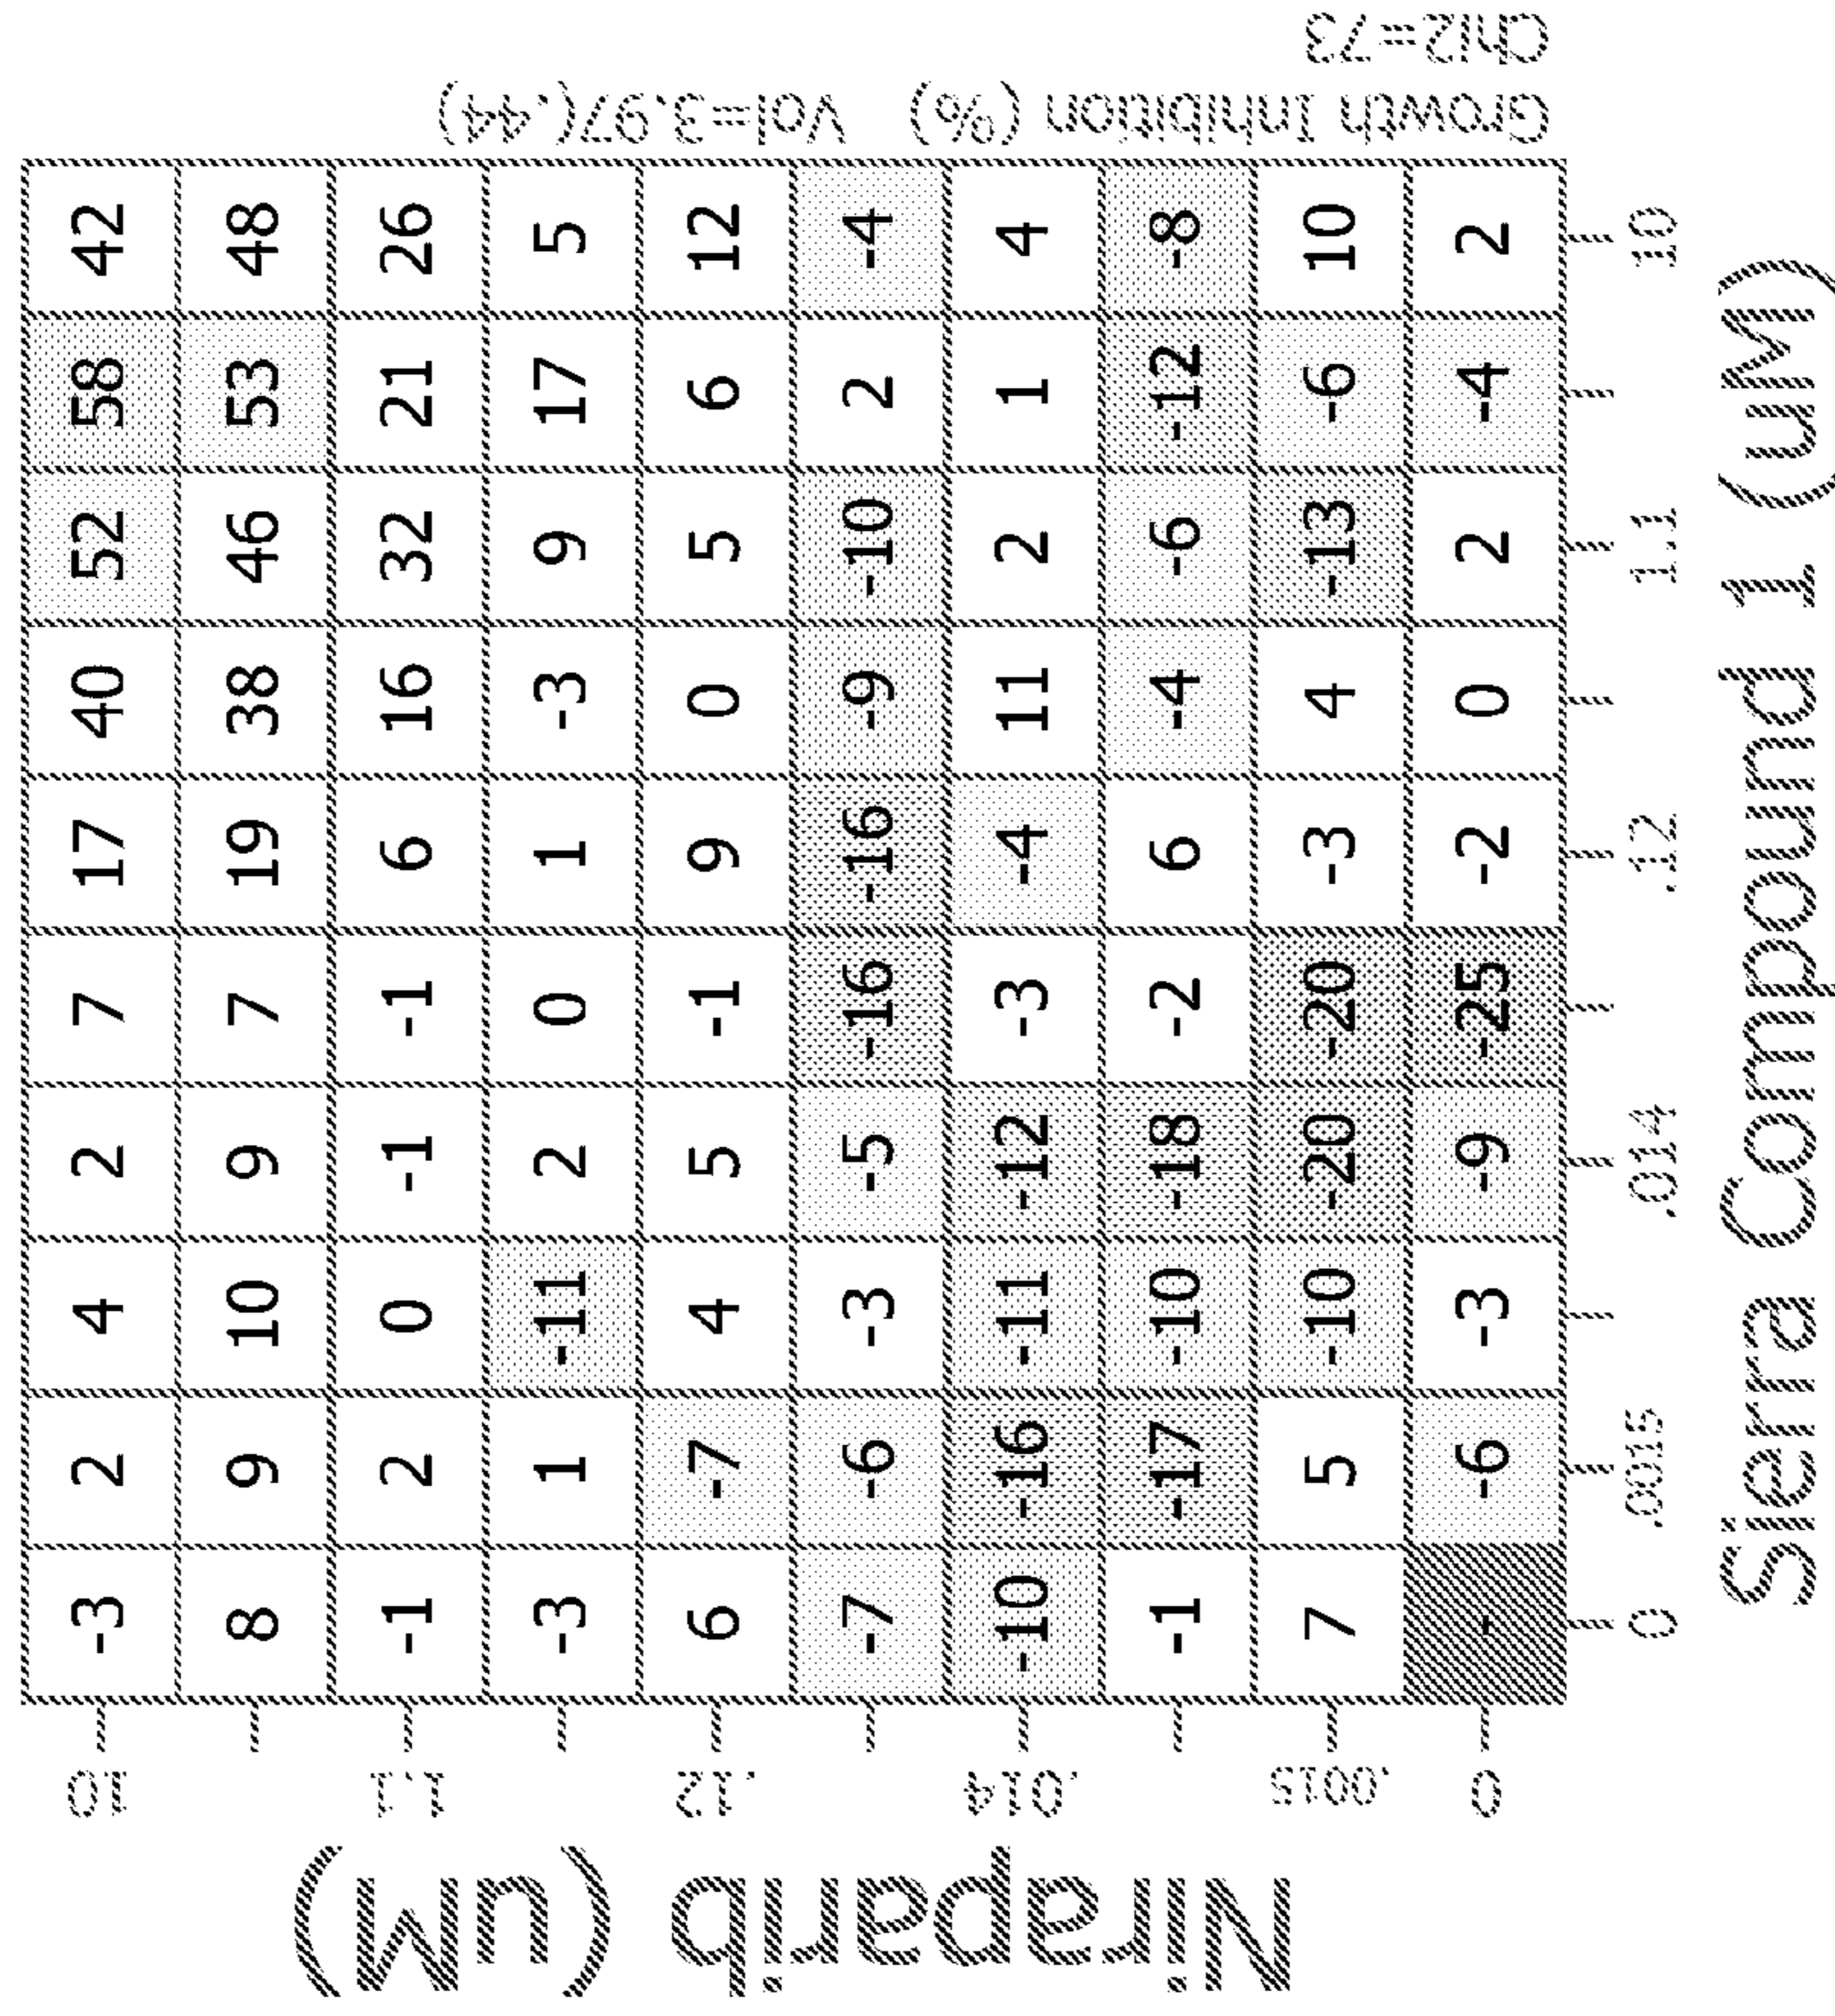 Niraparib (uM)
10 -3 2 4 2 7 17 40 52 58 42
8 9 10 9 7 19 38 46 53 48
1.1 -1 2 0 -1 -1 6 16 32 21 26
-3 1 -11 2 0 1 -3 9 17 5
.12 6 -7 4 5 -1 9 0 5 6 12
-7 -6 -3 -5 -16 -16 -9 -10 2 -4
.014 -10 -16 -11 -12 -3 -4 11 2 1 4
-1 -17 -10 -18 -2 6 -4 -6 -12 -8
.0015 7 5 -10 -20 -20 -3 4 -13 -6 10
0 - -6 -3 -9 -25 -2 0 2 -4 2
0 .0015 .014 .12 1.1 10
Sierra Compound 1 (uM)
Growth Inhibition (%) Vol=3.97(.44)
Chi2=73